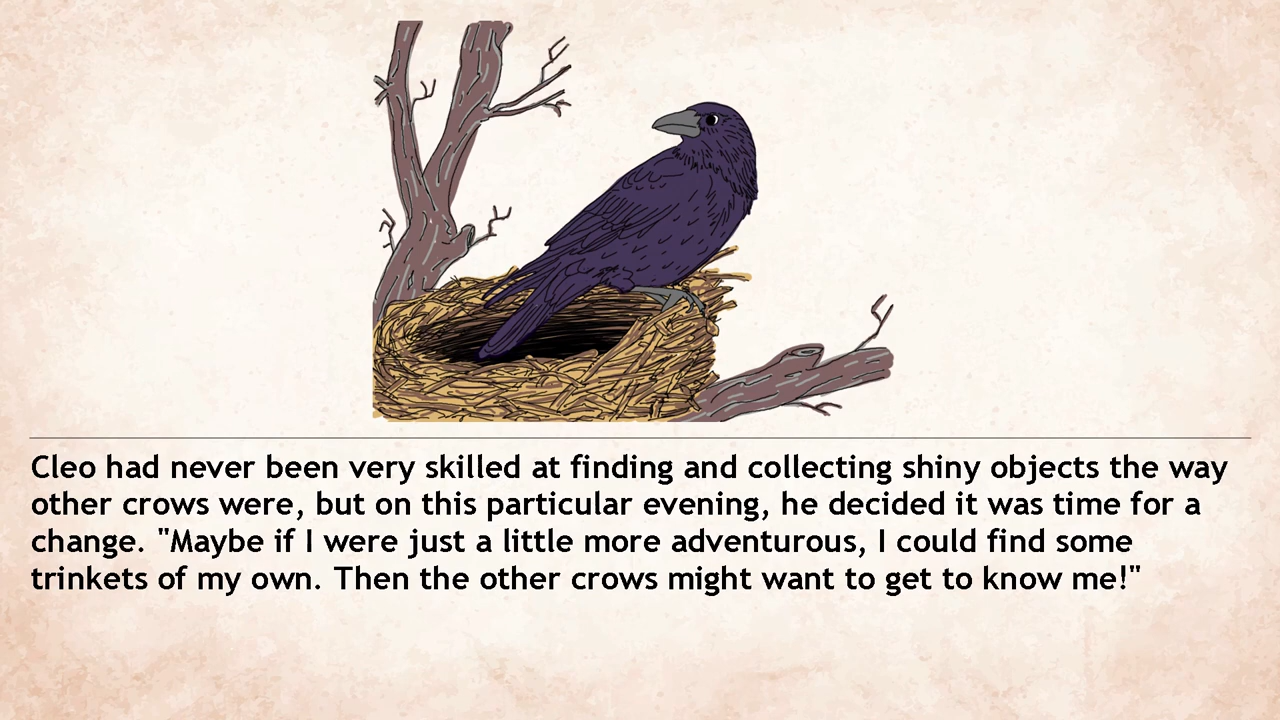 Cleo had never been very skilled at finding and collecting shiny objects the way
other crows were, but on this particular evening, he decided it was time for a
change. "Maybe if I were just a little more adventurous, I could find some
trinkets of my own. Then the other crows might want to get to know me!"